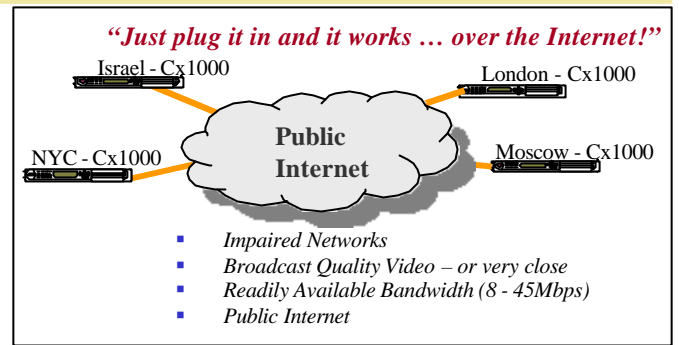 “Just plug it in and it works … over the Internet!”
Israel - Cx1000
London - Cx1000
Public
Internet
NYC - Cx1000
Moscow - Cx1000
▪ Impaired Networks
▪ Broadcast Quality Video – or very close
▪ Readily Available Bandwidth (8 - 45Mbps)
▪ Public Internet